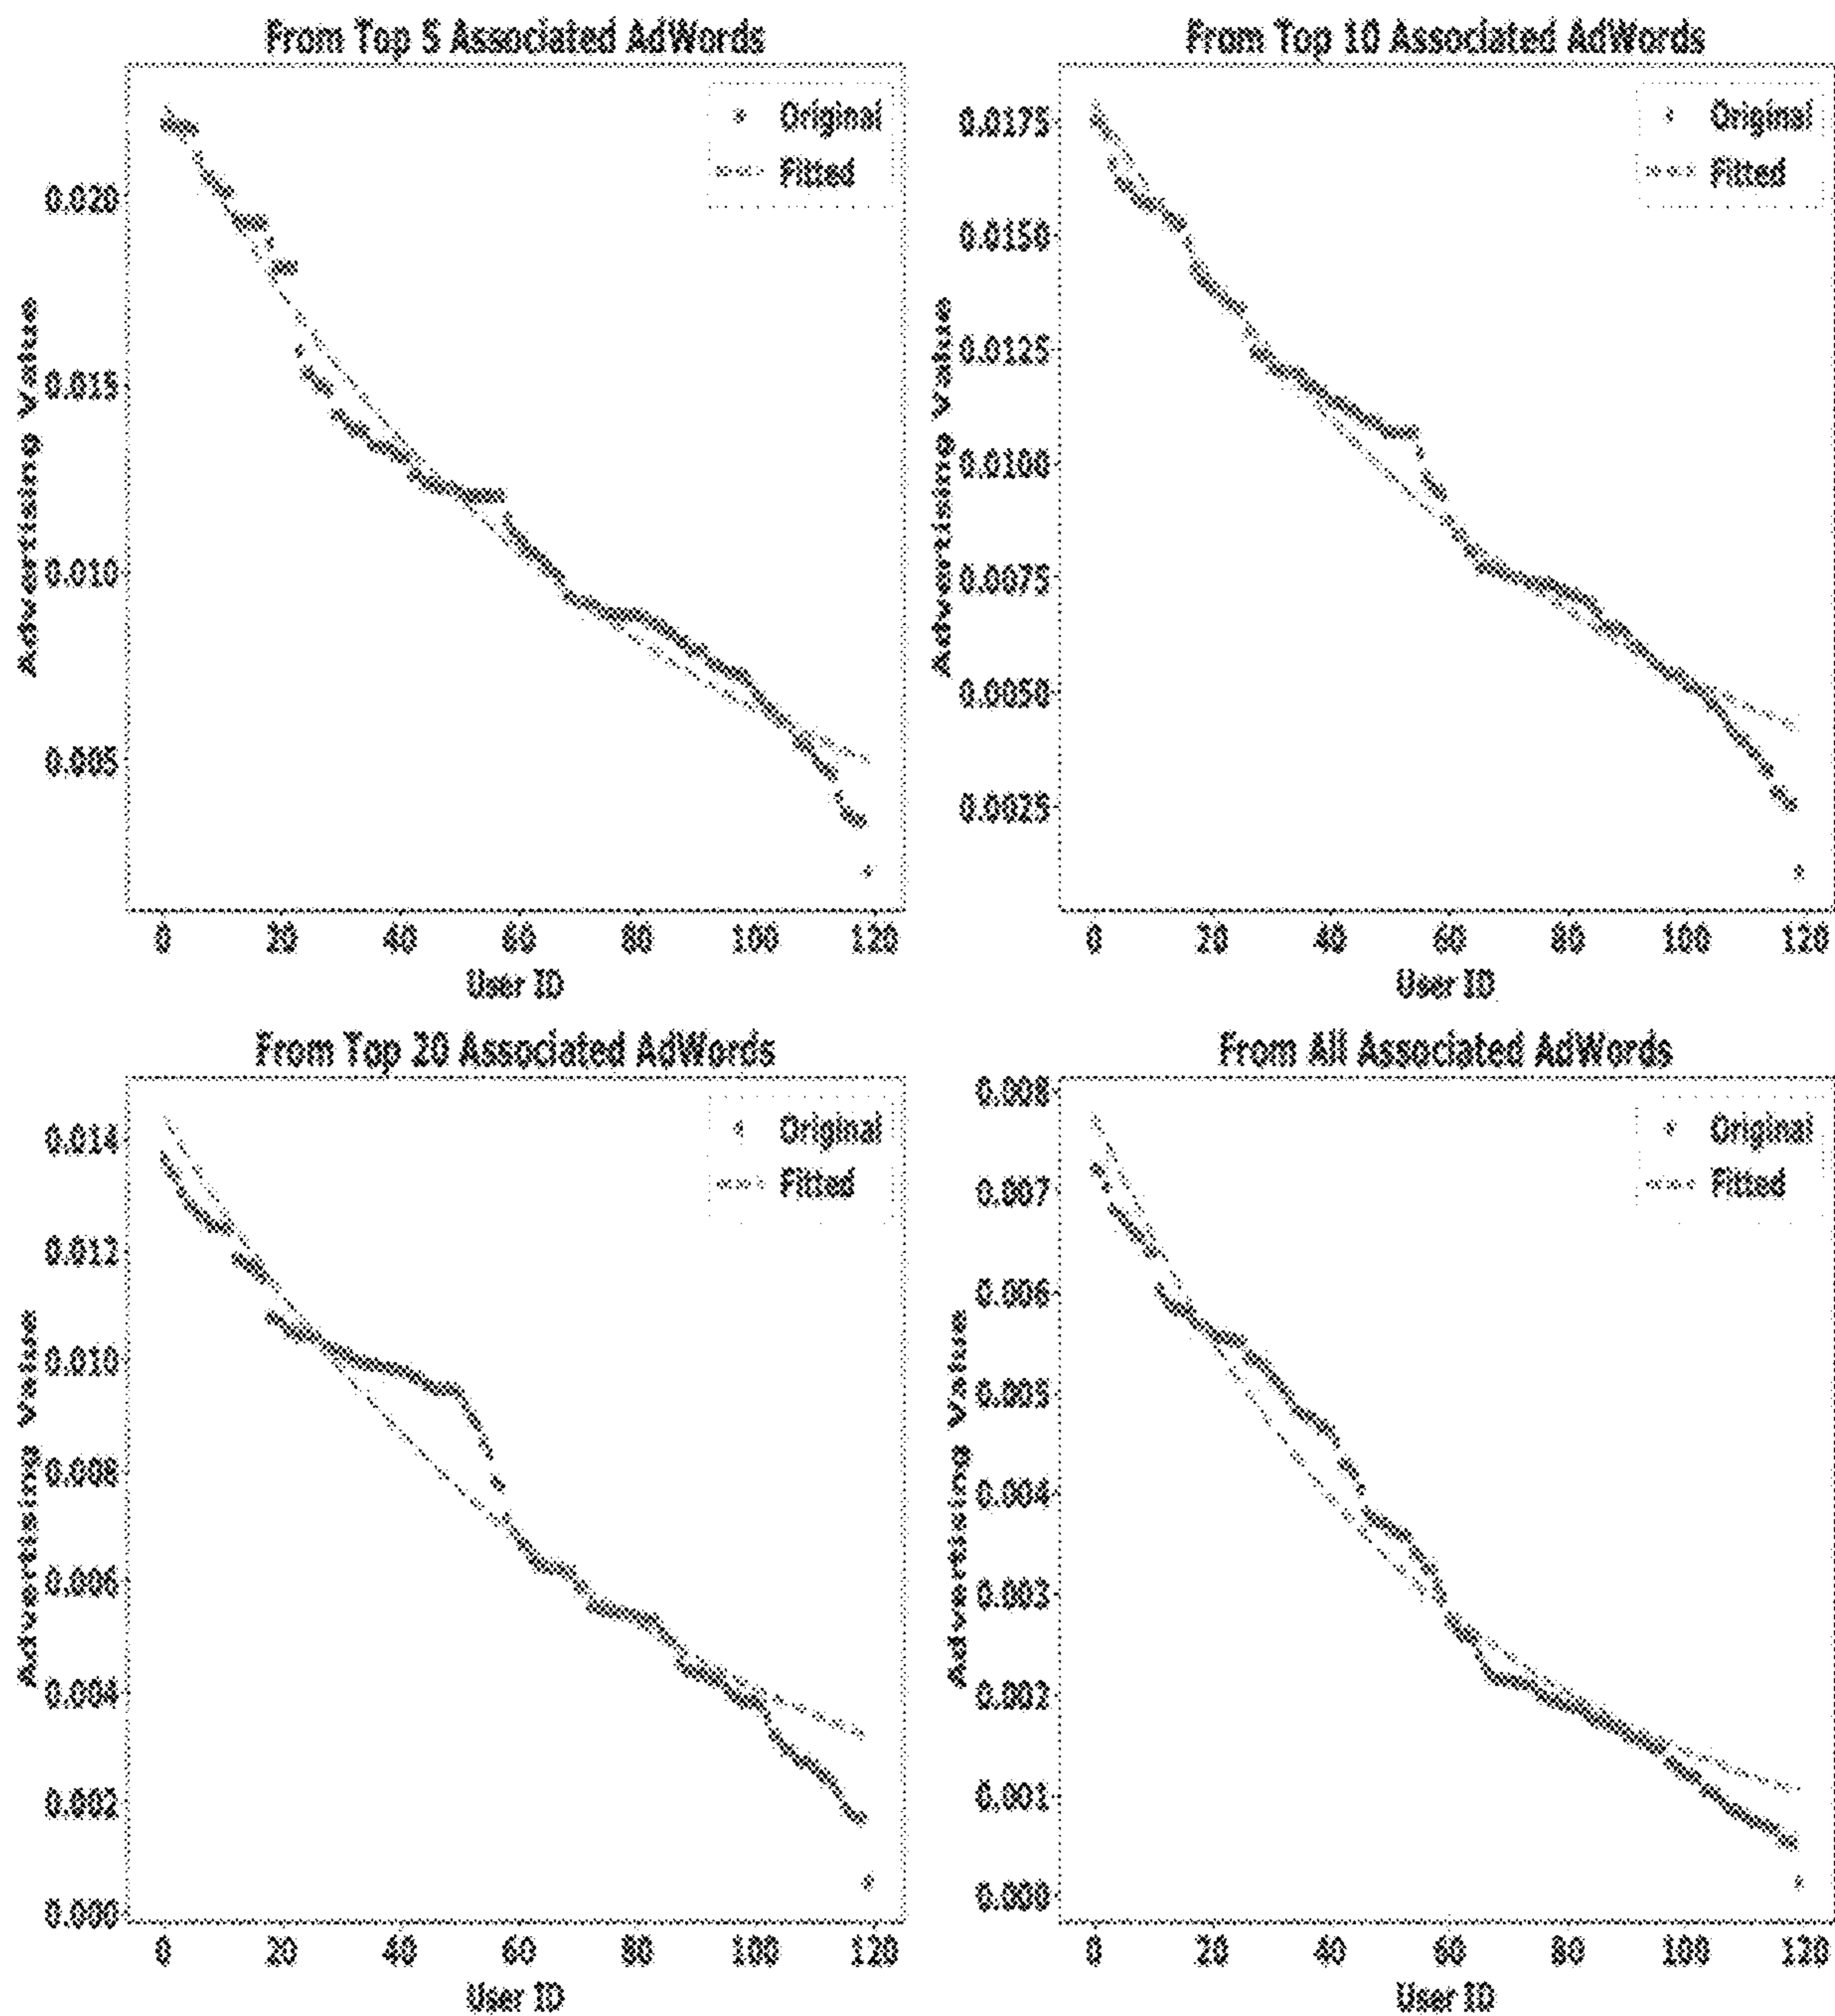 From Top 5 Associated AdWords
Original
Fitted
0.020
0.015
0.010
0.005
Advertising Value
0 20 40 60 80 100 120
User ID
From Top 10 Associated AdWords
Original
Fitted
0.0175
0.0150
0.0125
0.0100
0.0075
0.0050
0.0025
Advertising Value
0 20 40 60 80 100 120
User ID
From Top 20 Associated AdWords
Original
Fitted
0.014
0.012
0.010
0.008
0.006
0.004
0.002
0.000
Advertising Value
0 20 40 60 80 100 120
User ID
From All Associated AdWords
Original
Fitted
0.008
0.007
0.006
0.005
0.004
0.003
0.002
0.001
0.000
Advertising Value
0 20 40 60 80 100 120
User ID